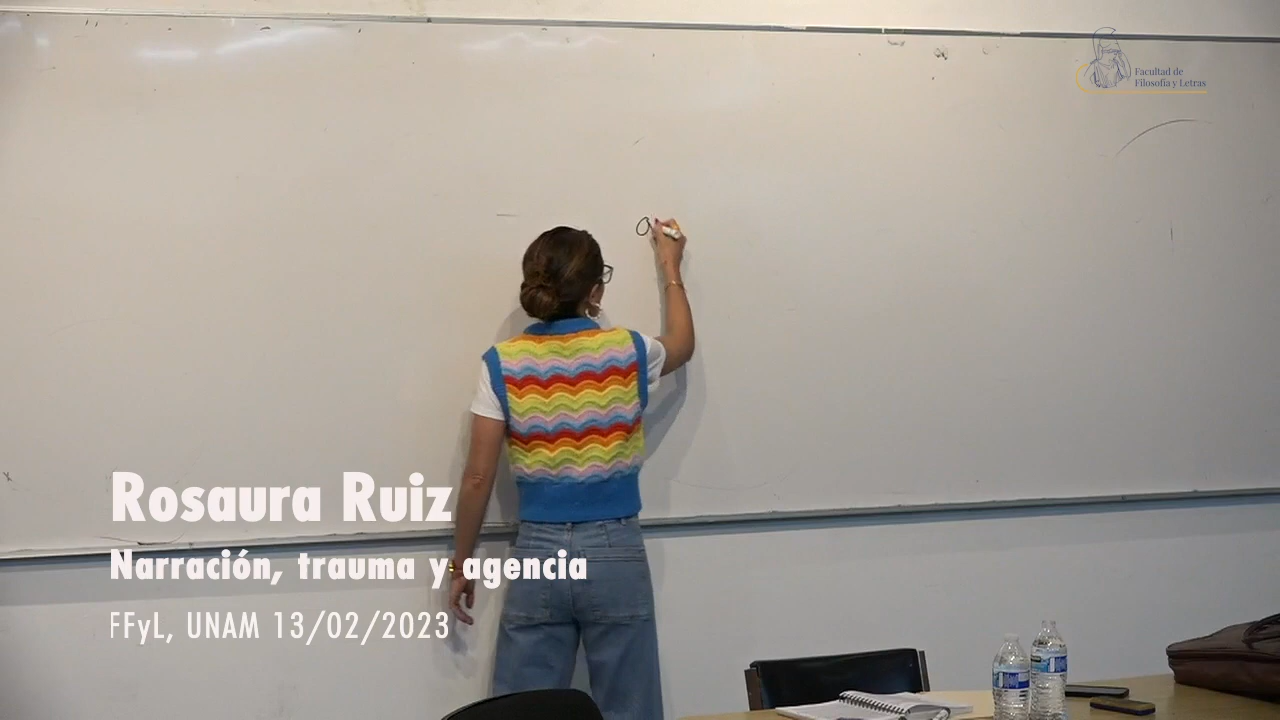 Facultad de
Filosofía y Letras
Rosaura Ruiz
Narración, trauma y agencia
FFyL, UNAM 13/02/2023